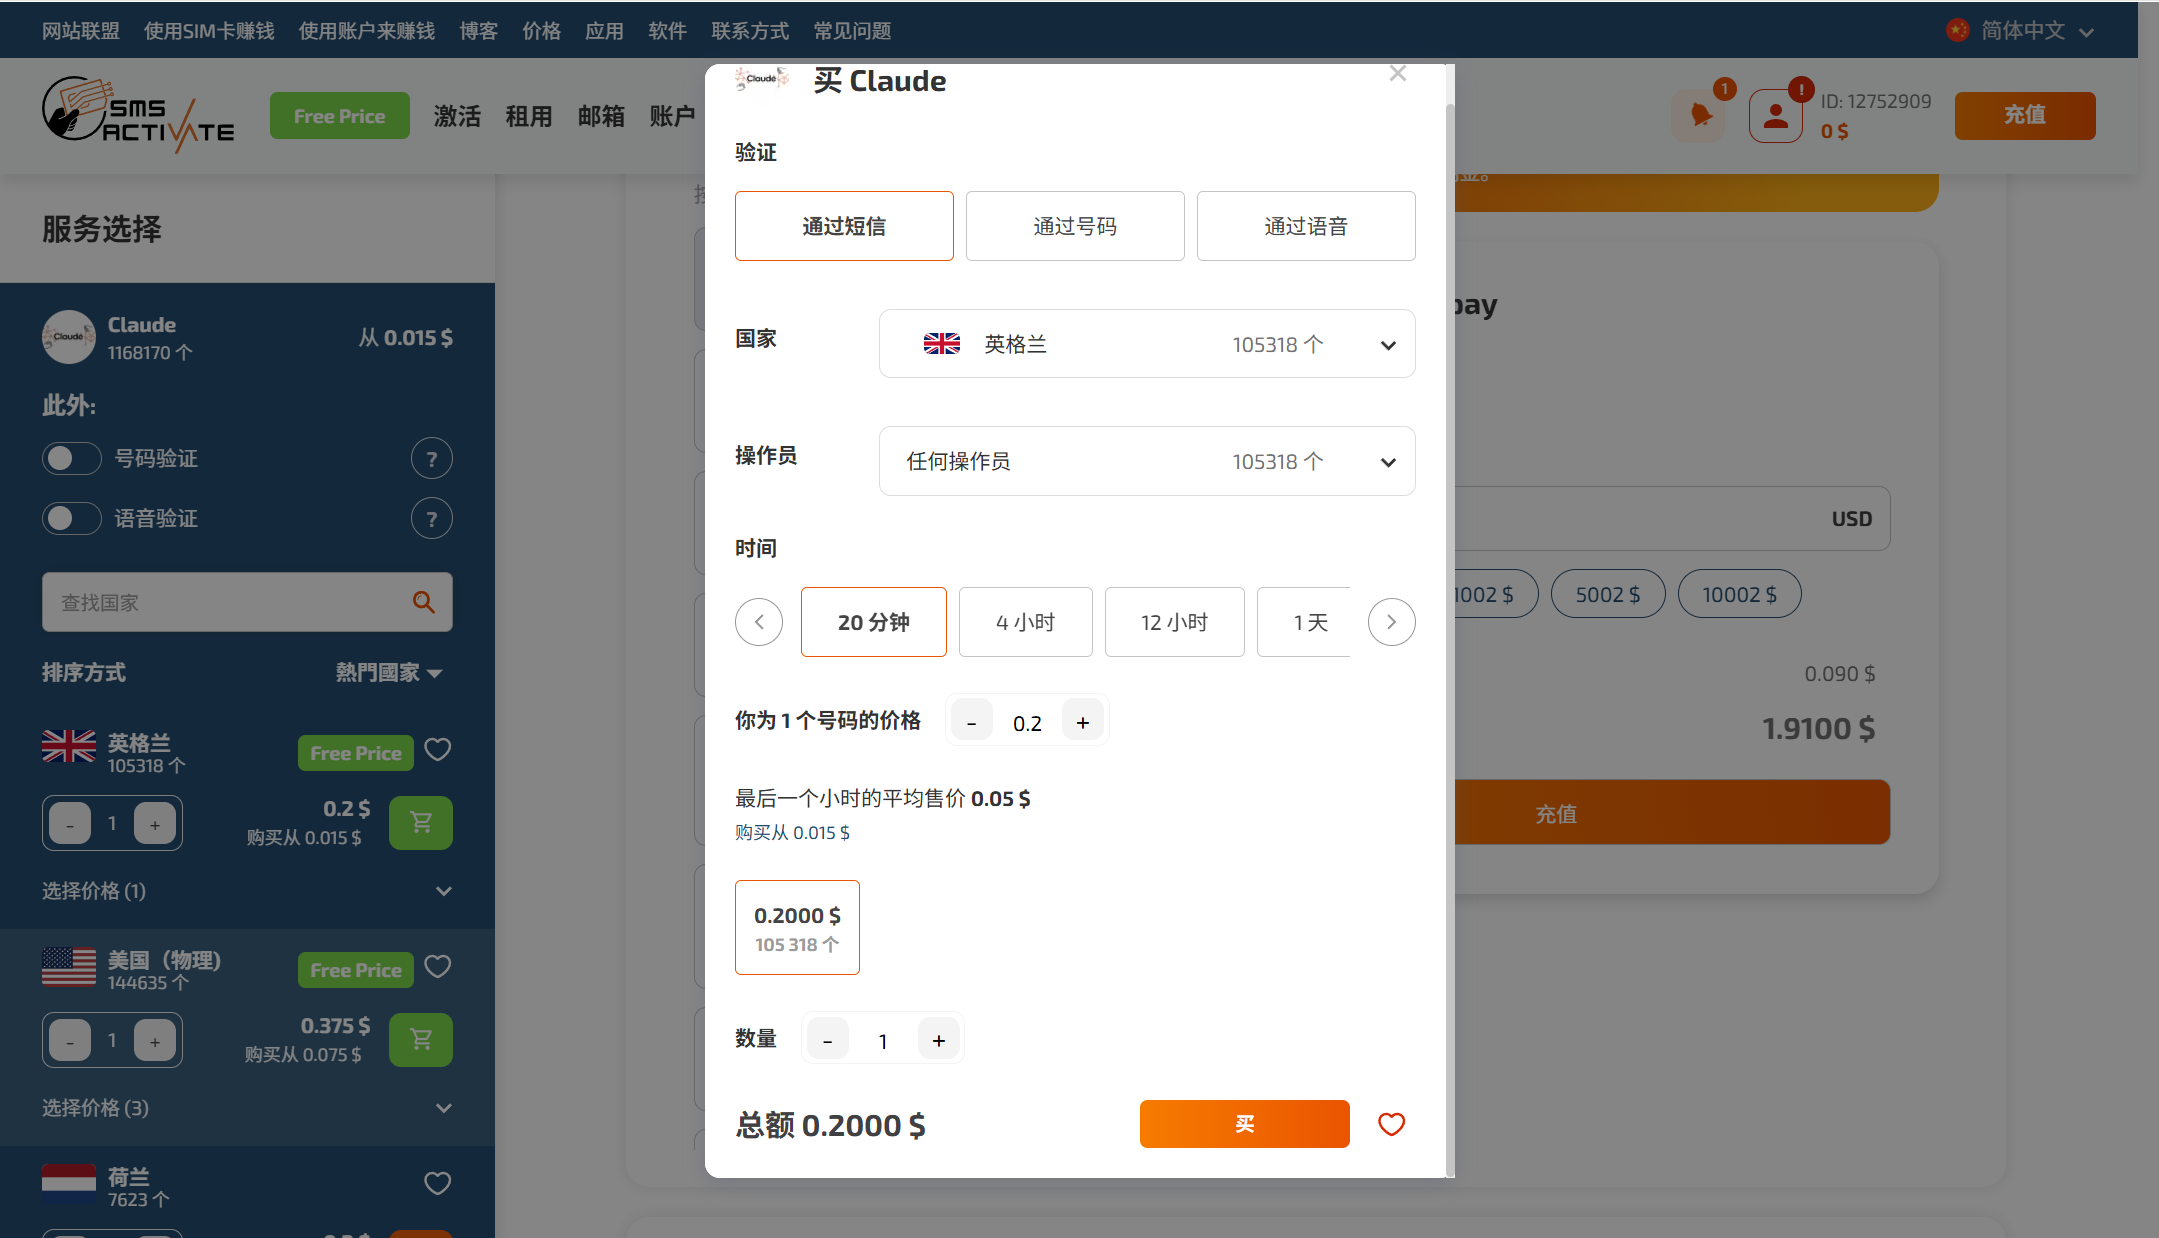 网站联盟 使用SIM卡赚钱 使用账户来赚钱 博客 价格 应用 软件 联系方式 常见问题 简体中文
SMS
ACTIVATE
Free Price 激活 租用 邮箱 账户
1
!
ID: 12752909
0 $
充值
服务选择
Claude
Claude
1168170 个
从 0.015 $
此外:
号码验证 ?
语音验证 ?
查找国家
排序方式 熱門國家
英格兰
105318 个
Free Price
- 1 +
0.2 $
购买从 0.015 $
选择价格 (1)
美国（物理)
144635 个
Free Price
- 1 +
0.375 $
购买从 0.075 $
选择价格 (3)
荷兰
7623 个
Claude
买 Claude
验证
通过短信 通过号码 通过语音
国家 英格兰 105318 个
操作员 任何操作员 105318 个
时间
20 分钟 4 小时 12 小时 1 天
你为 1 个号码的价格 - 0.2 +
最后一个小时的平均售价 0.05 $
购买从 0.015 $
0.2000 $
105 318 个
数量 - 1 +
总额 0.2000 $
买
pay
USD
1002 $ 5002 $ 10002 $
0.090 $
1.9100 $
充值